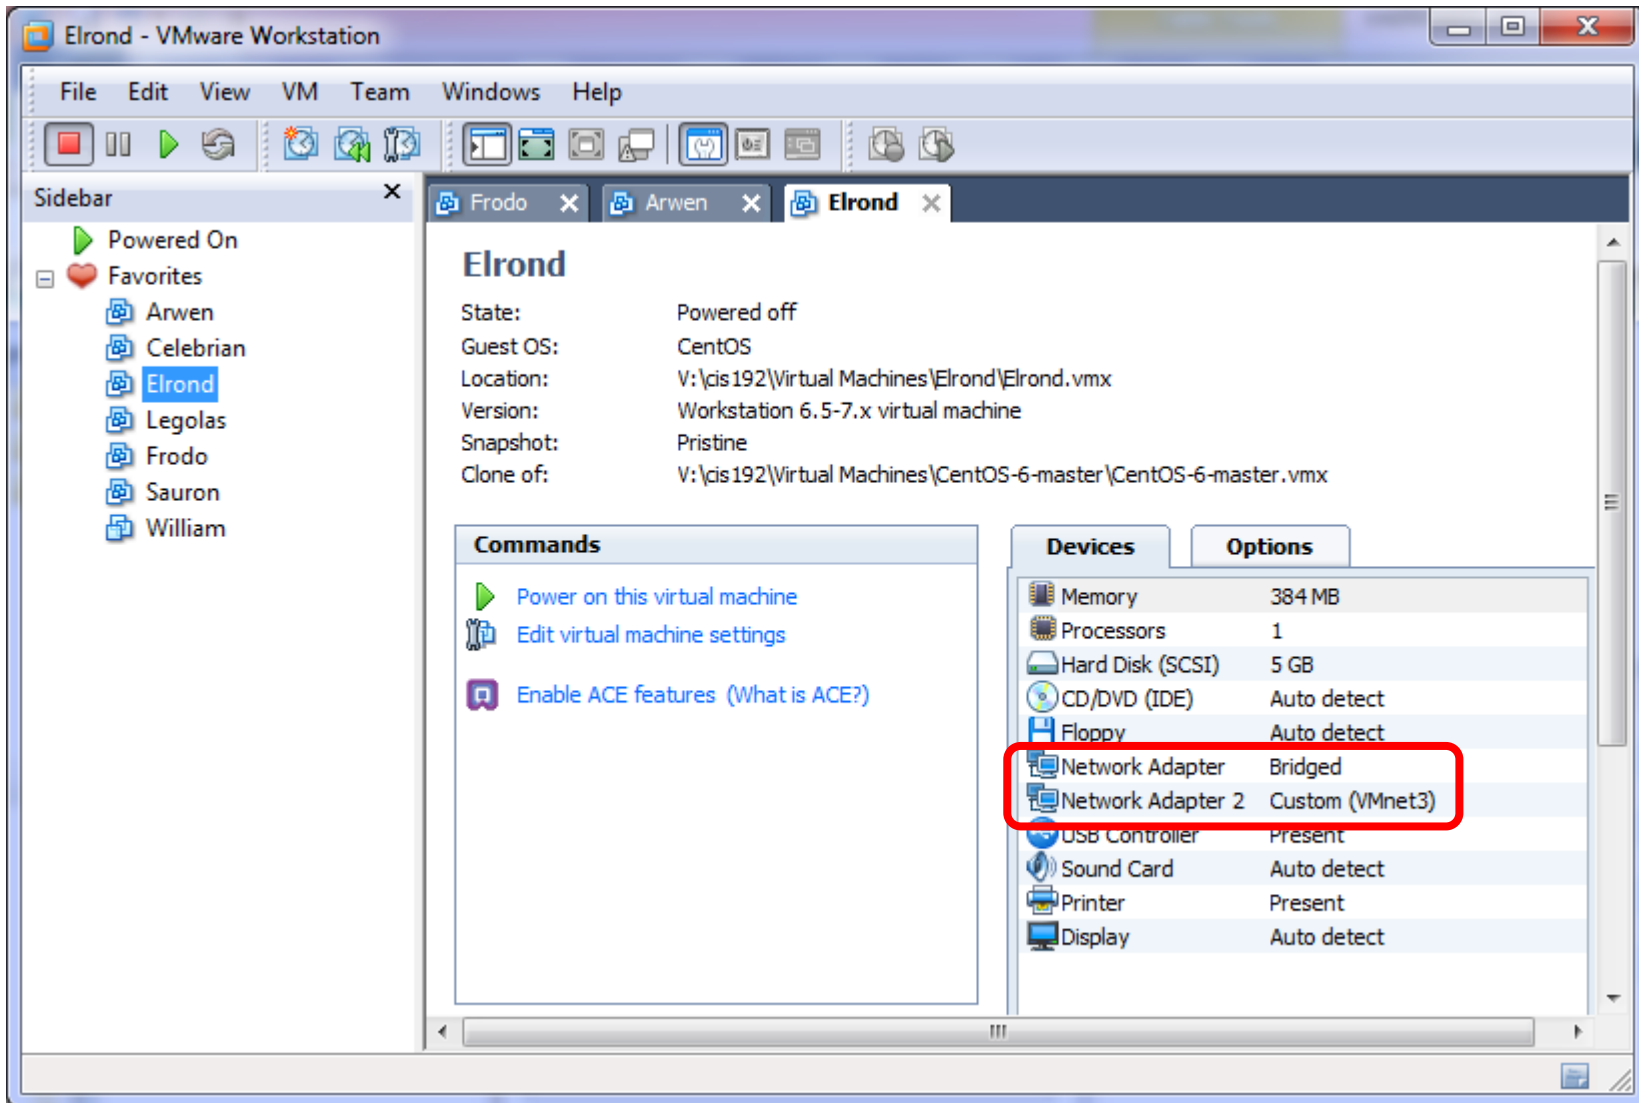 Elrond - VMware Workstation
File Edit View VM Team Windows Help
Sidebar
Powered On
Favorites
Arwen
Celebrian
Elrond
Legolas
Frodo
Sauron
William
Frodo Arwen Elrond
Elrond
State: Powered off
Guest OS: CentOS
Location: V:\cis192\Virtual Machines\Elrond\Elrond.vmx
Version: Workstation 6.5-7.x virtual machine
Snapshot: Pristine
Clone of: V:\cis192\Virtual Machines\CentOS-6-master\CentOS-6-master.vmx
Commands
Power on this virtual machine
Edit virtual machine settings
Enable ACE features (What is ACE?)
Devices Options
Memory 384 MB
Processors 1
Hard Disk (SCSI) 5 GB
CD/DVD (IDE) Auto detect
Floppy Auto detect
Network Adapter Bridged
Network Adapter 2 Custom (VMnet3)
USB Controller Present
Sound Card Auto detect
Printer Present
Display Auto detect